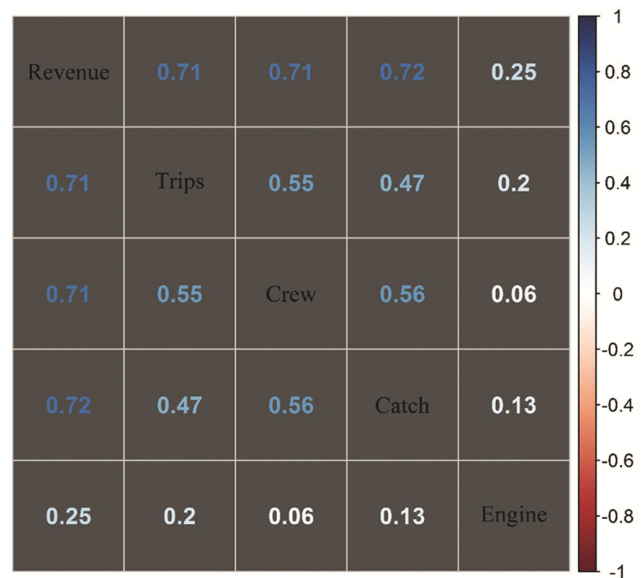 Revenue 0.71 0.71 0.72 0.25
0.71 Trips 0.55 0.47 0.2
0.71 0.55 Crew 0.56 0.06
0.72 0.47 0.56 Catch 0.13
0.25 0.2 0.06 0.13 Engine
1
0.8
0.6
0.4
0.2
0
-0.2
-0.4
-0.6
-0.8
-1